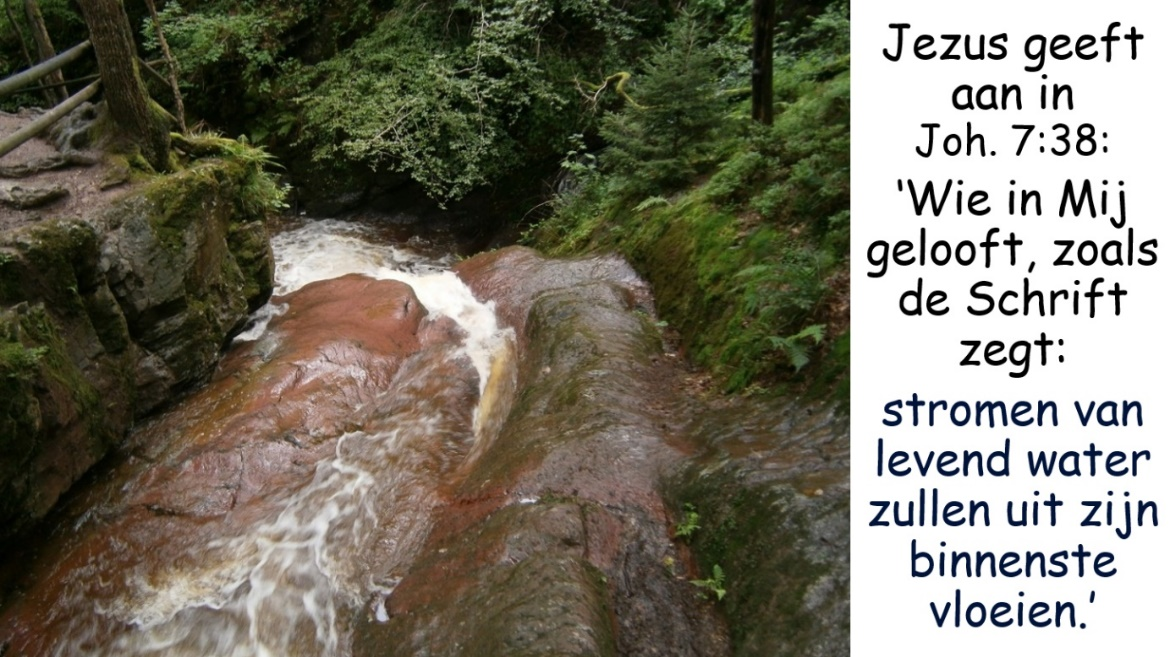 Jezus geeft
aan in
Joh. 7:38:
‘Wie in Mij
gelooft, zoals
de Schrift
zegt:
stromen van
levend water
zullen uit zijn
binnenste
vloeien.’